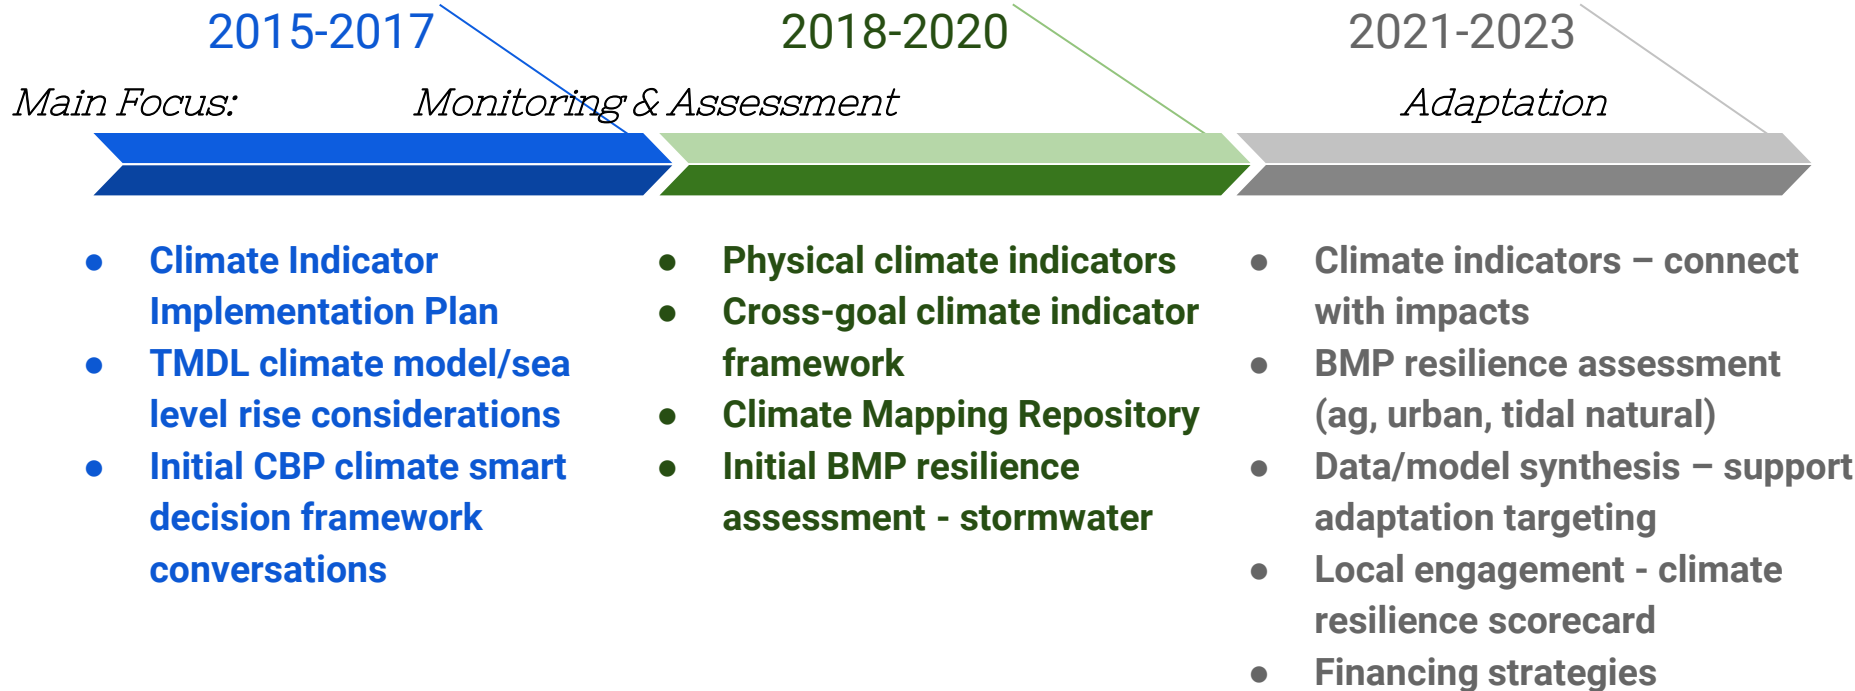 2015-2017
2018-2020
2021-2023
Main Focus:
Monitoring & Assessment
Adaptation
● Climate Indicator
Implementation Plan
● TMDL climate model/sea
level rise considerations
● Initial CBP climate smart
decision framework
conversations
● Physical climate indicators
● Cross-goal climate indicator
framework
● Climate Mapping Repository
● Initial BMP resilience
assessment - stormwater
● Climate indicators – connect
with impacts
● BMP resilience assessment
(ag, urban, tidal natural)
● Data/model synthesis – support
adaptation targeting
● Local engagement - climate
resilience scorecard
● Financing strategies